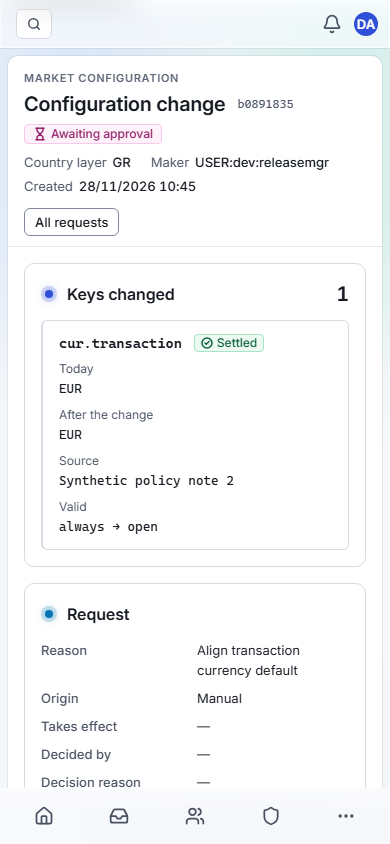 DA
MARKET CONFIGURATION
Configuration change b0891835
Awaiting approval
Country layer GR Maker USER:dev:releasemgr
Created 28/11/2026 10:45
All requests
Keys changed 1
cur.transaction Settled
Today
EUR
After the change
EUR
Source
Synthetic policy note 2
Valid
always → open
Request
Reason Align transaction
currency default
Origin Manual
Takes effect —
Decided by —
Decision reason —